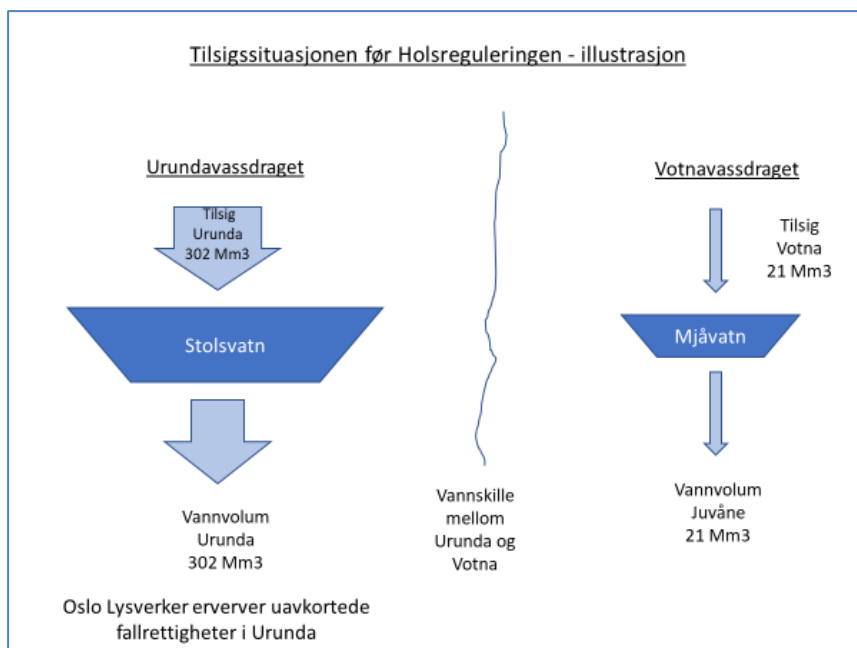 Tilsigssituasjonen før Holsreguleringen - illustrasjon
Urundavassdraget
Tilsig
Urunda
302 Mm3
Stolsvatn
Vannvolum
Urunda
302 Mm3
Oslo Lysverker erverver uavkortede
fallrettigheter i Urunda
Vannskille
mellom
Urunda og
Votna
Votnavassdraget
Tilsig
Votna
21 Mm3
Mjåvatn
Vannvolum
Juvåne
21 Mm3